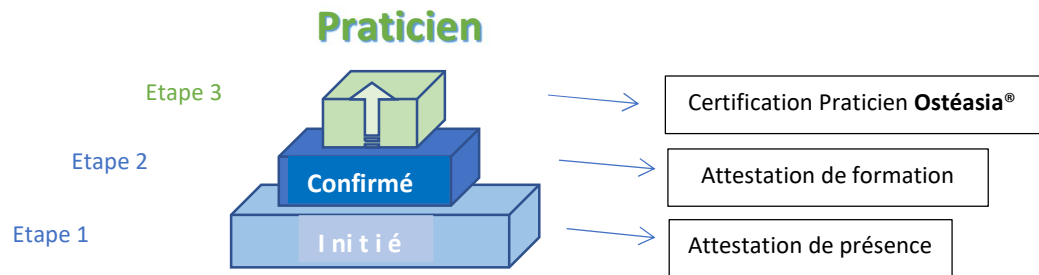 Praticien
Etape 3
Certification Praticien Ostéasia®
Etape 2
Confirmé
Attestation de formation
Etape 1
Initié
Attestation de présence